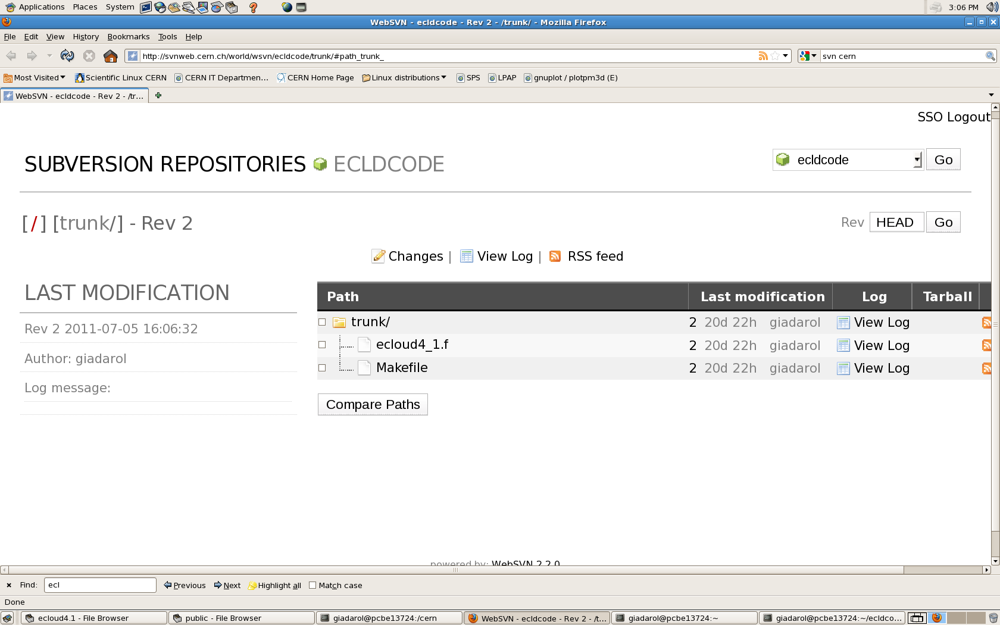 Applications Places System 3:06 PM
WebSVN - ecldcode - Rev 2 - /trunk/ - Mozilla Firefox
File Edit View History Bookmarks Tools Help
http://svnweb.cern.ch/world/wsvn/ecldcode/trunk/#path_trunk_ svn cern
Most Visited Scientific Linux CERN CERN IT Departmen... CERN Home Page Linux distributions SPS LPAP gnuplot / plotpm3d (E)
WebSVN - ecldcode - Rev 2 - /tr...
SSO Logout
SUBVERSION REPOSITORIES ECLDCODE ecldcode Go
[/] [trunk/] - Rev 2 Rev HEAD Go
Changes | View Log | RSS feed
LAST MODIFICATION
Rev 2 2011-07-05 16:06:32
Author: giadarol
Log message:
Path Last modification Log Tarball
trunk/ 2 20d 22h giadarol View Log
ecloud4_1.f 2 20d 22h giadarol View Log
Makefile 2 20d 22h giadarol View Log
Compare Paths
powered by: WebSVN 2.2.0
Find: ecl Previous Next Highlight all Match case
Done
ecloud4.1 - File Browser public - File Browser giadarol@pcbe13724:/cern WebSVN - ecldcode - Rev 2 - /t... giadarol@pcbe13724:~ giadarol@pcbe13724:~/ecldco...